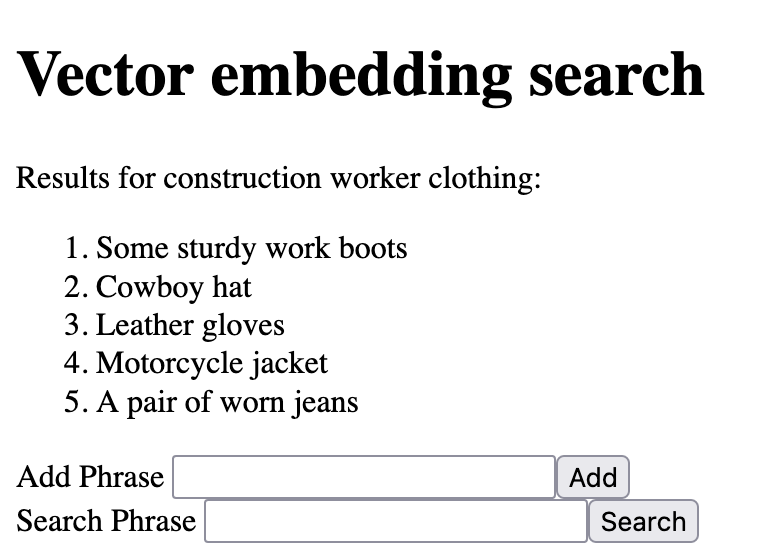 Vector embedding search
Results for construction worker clothing:
1. Some sturdy work boots
2. Cowboy hat
3. Leather gloves
4. Motorcycle jacket
5. A pair of worn jeans
Add Phrase Add
Search Phrase Search